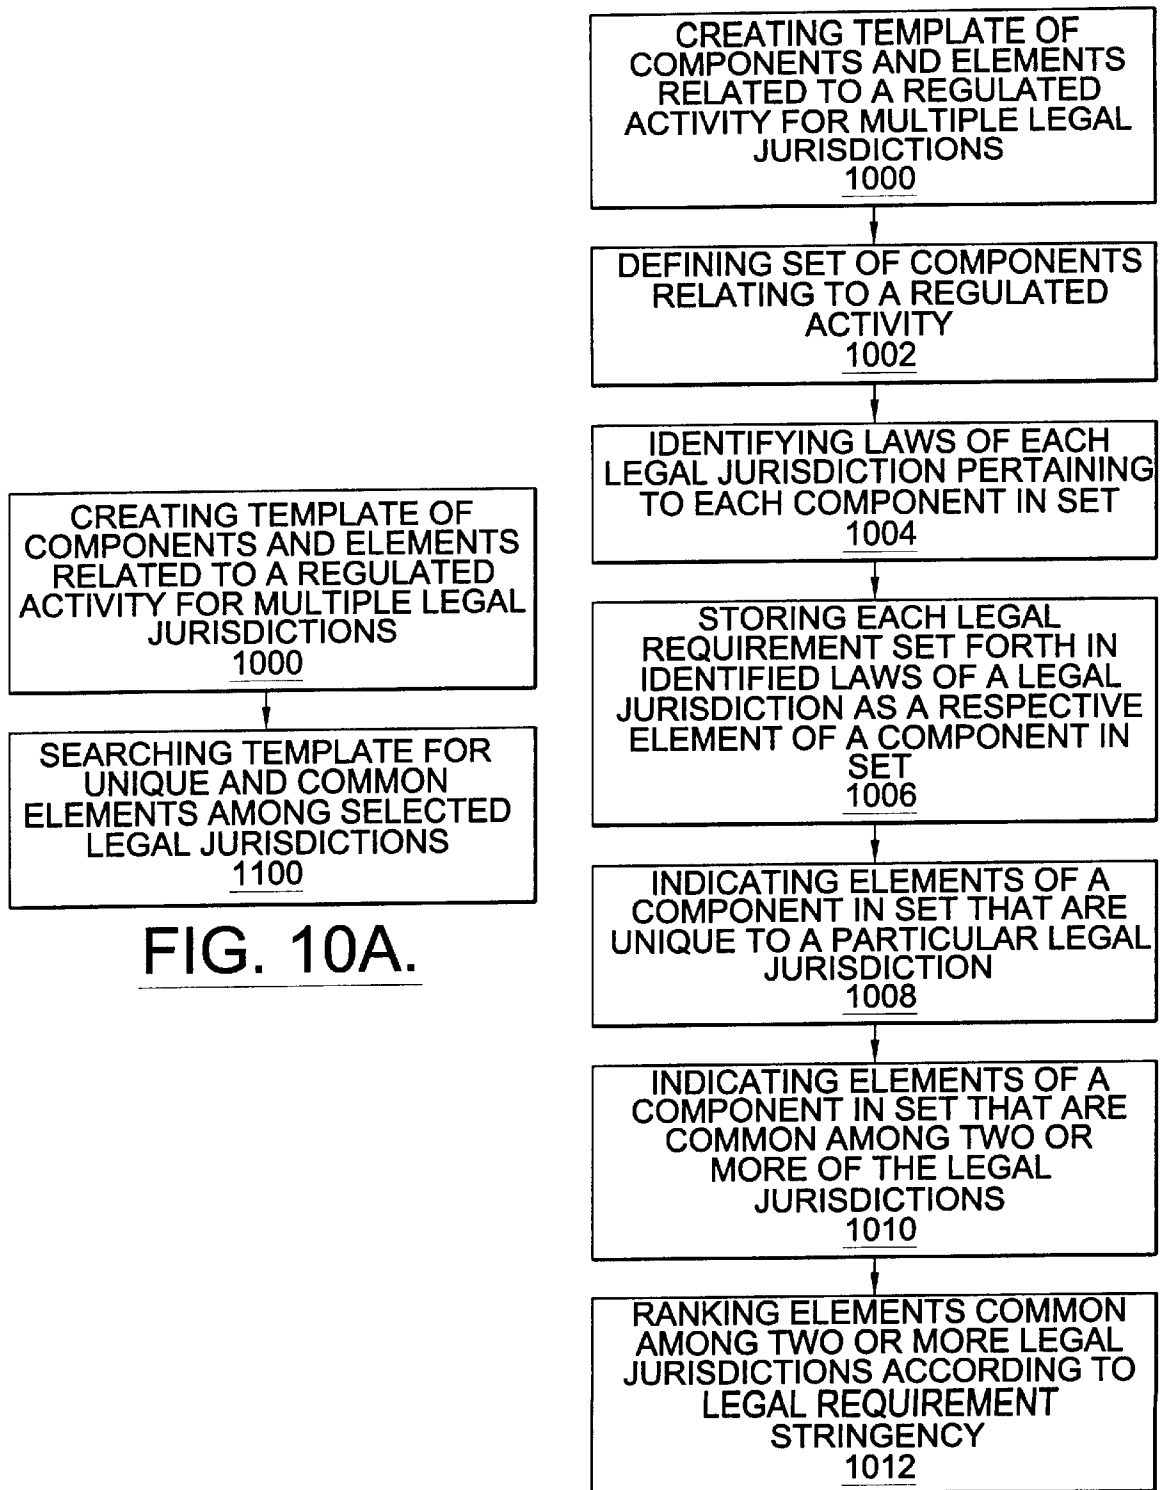 CREATING TEMPLATE OF
COMPONENTS AND ELEMENTS
RELATED TO A REGULATED
ACTIVITY FOR MULTIPLE LEGAL
JURISDICTIONS
1000
SEARCHING TEMPLATE FOR
UNIQUE AND COMMON
ELEMENTS AMONG SELECTED
LEGAL JURISDICTIONS
1100
FIG. 10A.
CREATING TEMPLATE OF
COMPONENTS AND ELEMENTS
RELATED TO A REGULATED
ACTIVITY FOR MULTIPLE LEGAL
JURISDICTIONS
1000
DEFINING SET OF COMPONENTS
RELATING TO A REGULATED
ACTIVITY
1002
IDENTIFYING LAWS OF EACH
LEGAL JURISDICTION PERTAINING
TO EACH COMPONENT IN SET
1004
STORING EACH LEGAL
REQUIREMENT SET FORTH IN
IDENTIFIED LAWS OF A LEGAL
JURISDICTION AS A RESPECTIVE
ELEMENT OF A COMPONENT IN
SET
1006
INDICATING ELEMENTS OF A
COMPONENT IN SET THAT ARE
UNIQUE TO A PARTICULAR LEGAL
JURISDICTION
1008
INDICATING ELEMENTS OF A
COMPONENT IN SET THAT ARE
COMMON AMONG TWO OR
MORE OF THE LEGAL
JURISDICTIONS
1010
RANKING ELEMENTS COMMON
AMONG TWO OR MORE LEGAL
JURISDICTIONS ACCORDING TO
LEGAL REQUIREMENT
STRINGENCY
1012